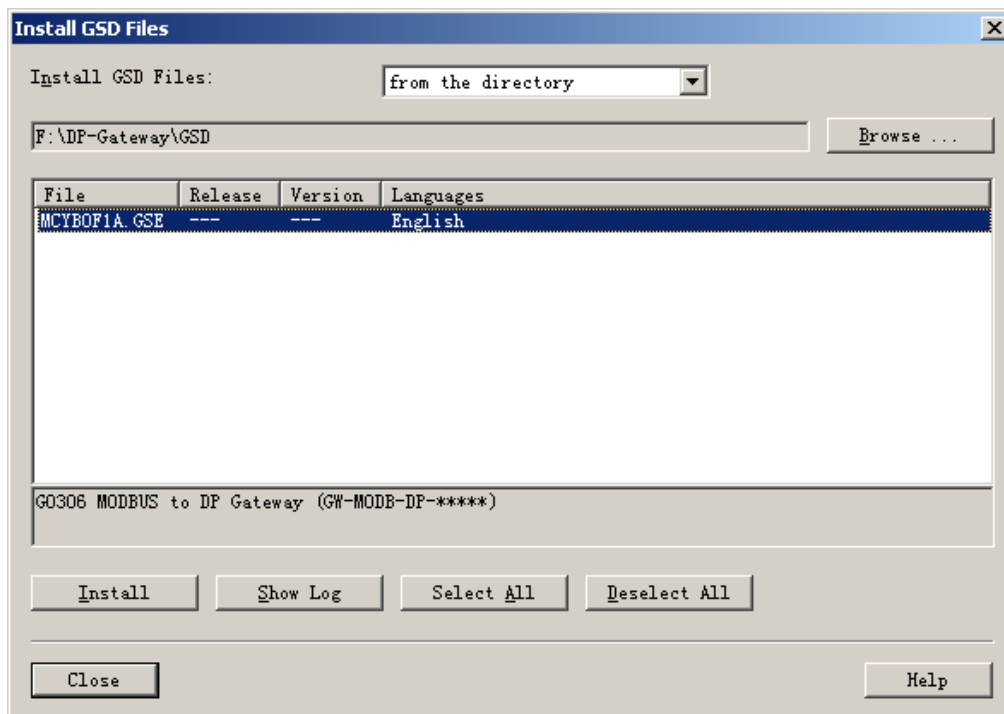 Install GSD Files
Install GSD Files:
from the directory
F:\DP-Gateway\GSD
Browse ...
File Release Version Languages
MCYBOF1A.GSE --- --- English
GO306 MODBUS to DP Gateway (GW-MODB-DP-*****)
Install Show Log Select All Deselect All
Close Help